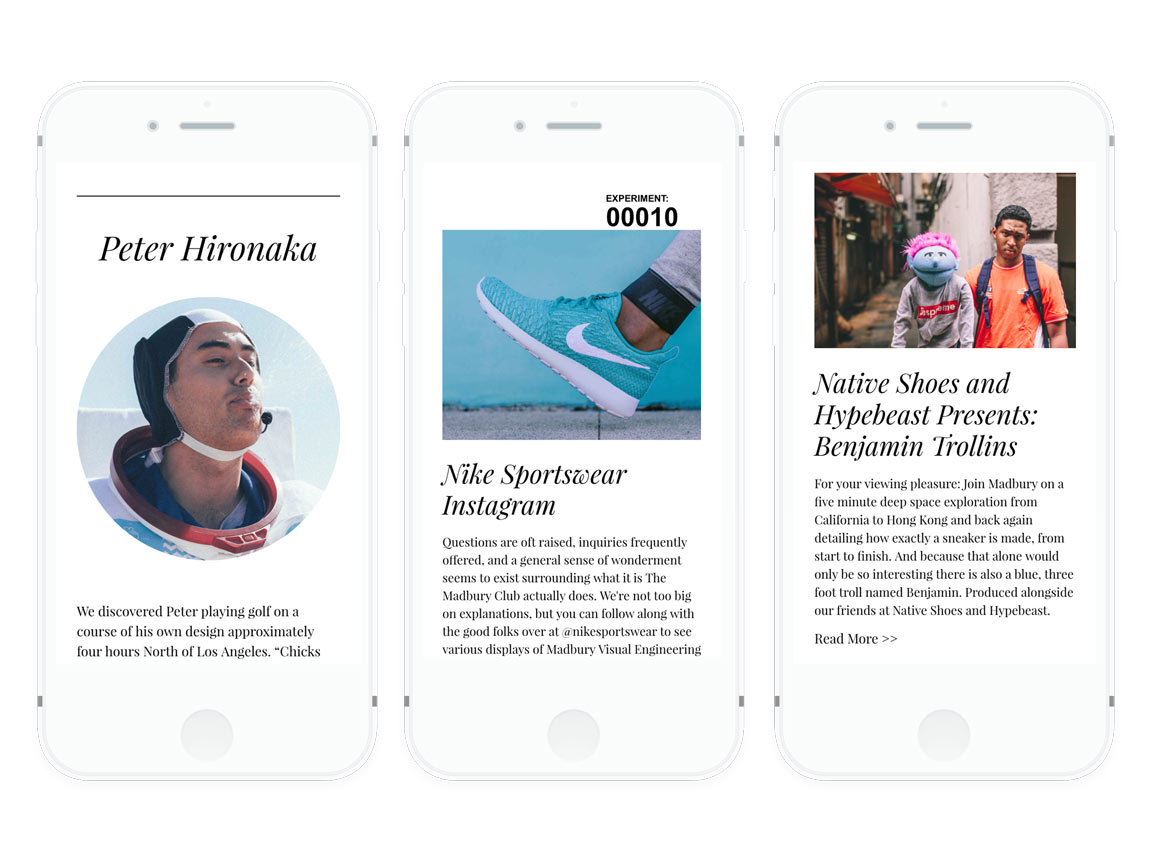 Peter Hironaka
We discovered Peter playing golf on a
course of his own design approximately
four hours North of Los Angeles. “Chicks
EXPERIMENT:
00010
NIKE
Nike Sportswear
Instagram
Questions are oft raised, inquiries frequently
offered, and a general sense of wonderment
seems to exist surrounding what it is The
Madbury Club actually does. We're not too big
on explanations, but you can follow along with
the good folks over at @nikesportswear to see
various displays of Madbury Visual Engineering
Native Shoes and
Hypebeast Presents:
Benjamin Trollins
For your viewing pleasure: Join Madbury on a
five minute deep space exploration from
California to Hong Kong and back again
detailing how exactly a sneaker is made, from
start to finish. And because that alone would
only be so interesting there is also a blue, three
foot troll named Benjamin. Produced alongside
our friends at Native Shoes and Hypebeast.
Read More >>